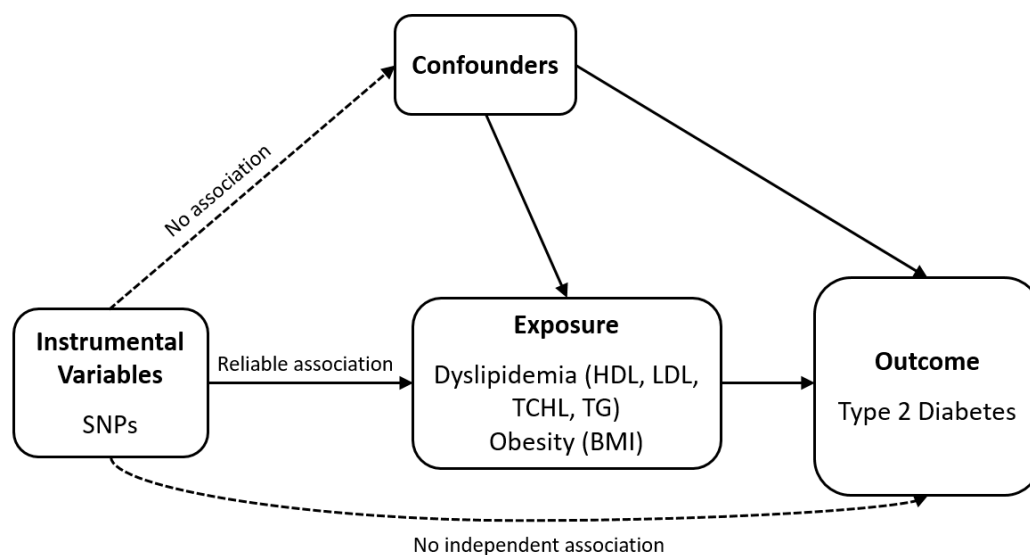 Confounders
No association
Instrumental
Variables
SNPs
Reliable association
Exposure
Dyslipidemia (HDL, LDL,
TCHL, TG)
Obesity (BMI)
Outcome
Type 2 Diabetes
No independent association